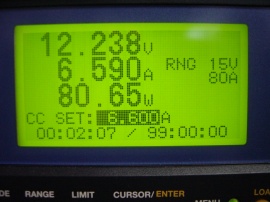 12.238V
6.590A
RNG 15V
80A
80.65W
CC SET: 6.600A
00:02:07 / 99:00:00
RANGE
LIMIT
CURSOR/ENTER
MENU